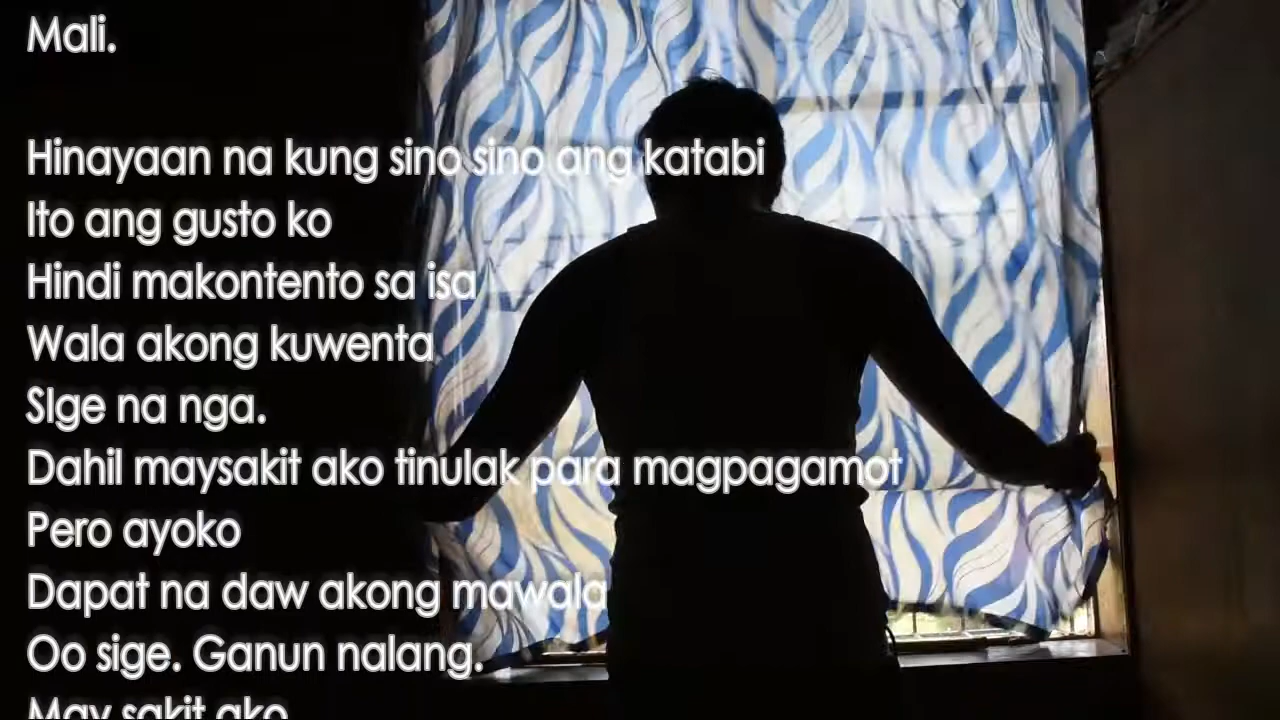 Mali.
Hinayaan na kung sino sino ang katabi
Ito ang gusto ko
Hindi makontento sa isa
Wala akong kuwenta
SIge na nga.
Dahil maysakit ako tinulak para magpagamot
Pero ayoko
Dapat na daw akong mawala
Oo sige. Ganun nalang.
May sakit ako